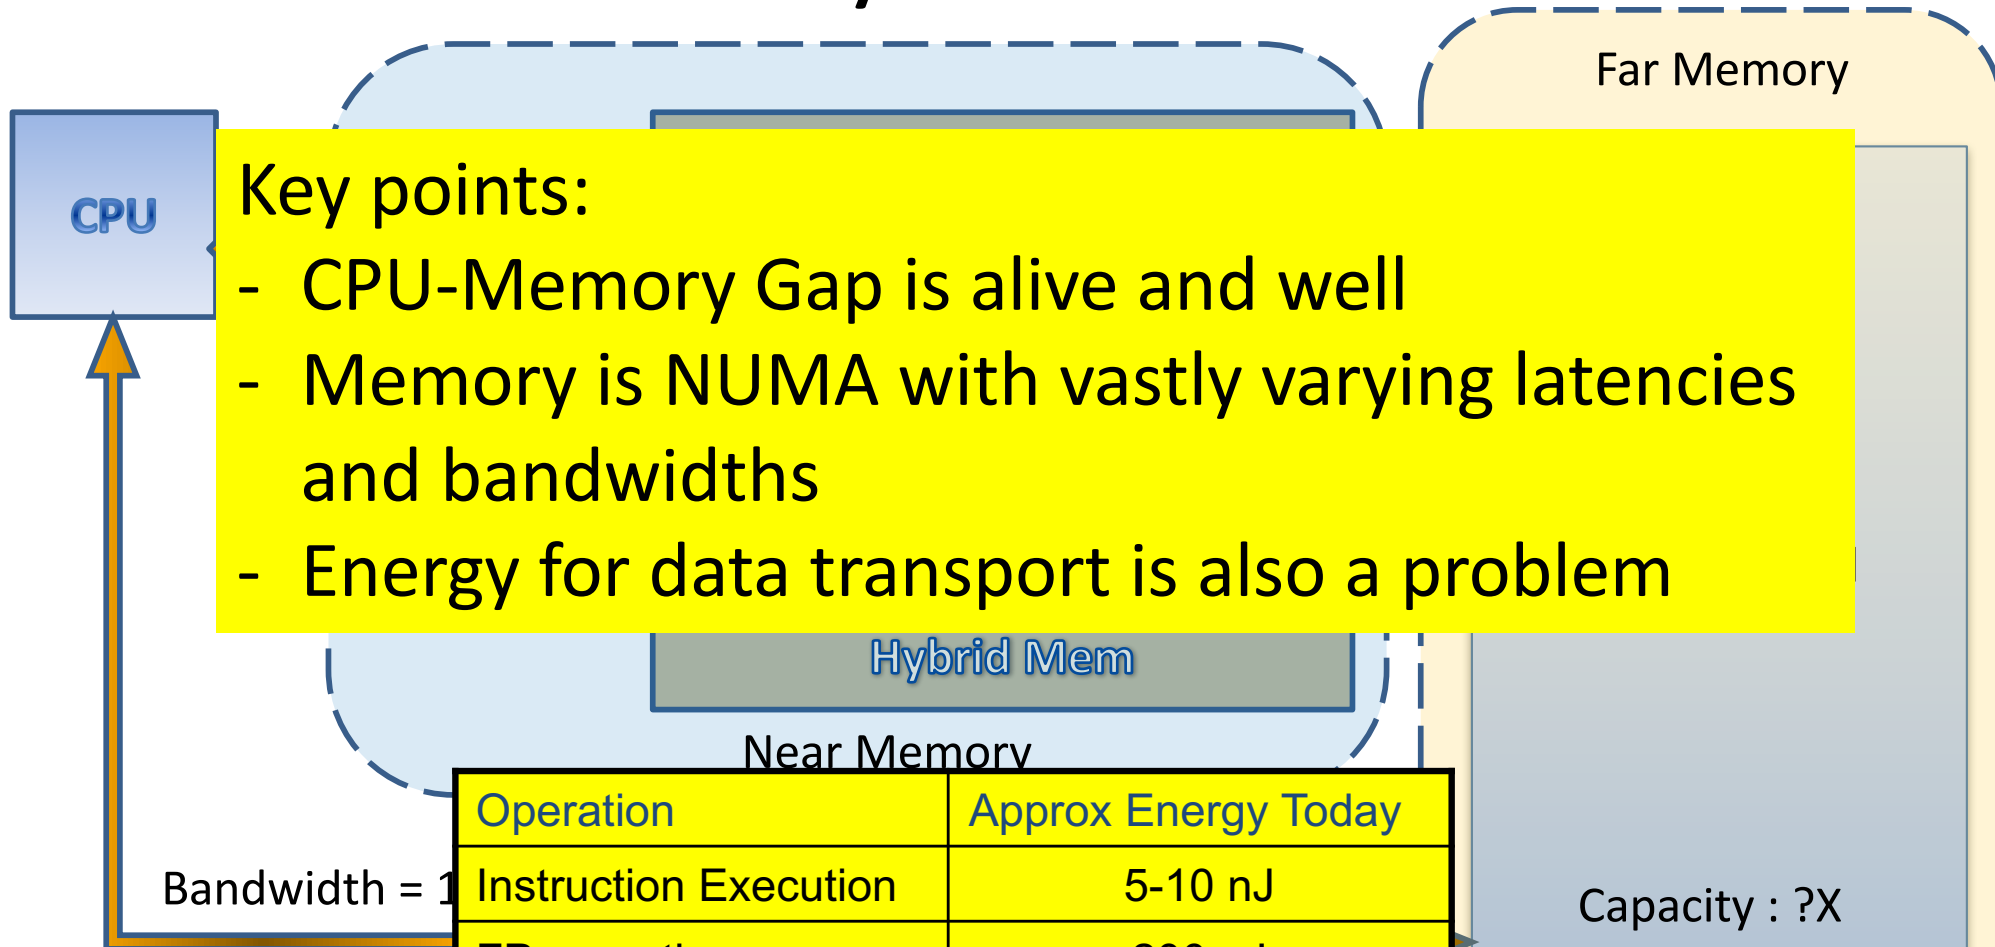 Far Memory
CPU
Key points:
- CPU-Memory Gap is alive and well
- Memory is NUMA with vastly varying latencies
and bandwidths
- Energy for data transport is also a problem
Hybrid Mem
Near Memory
Operation Approx Energy Today
Bandwidth = 1
Instruction Execution 5-10 nJ
Capacity : ?X